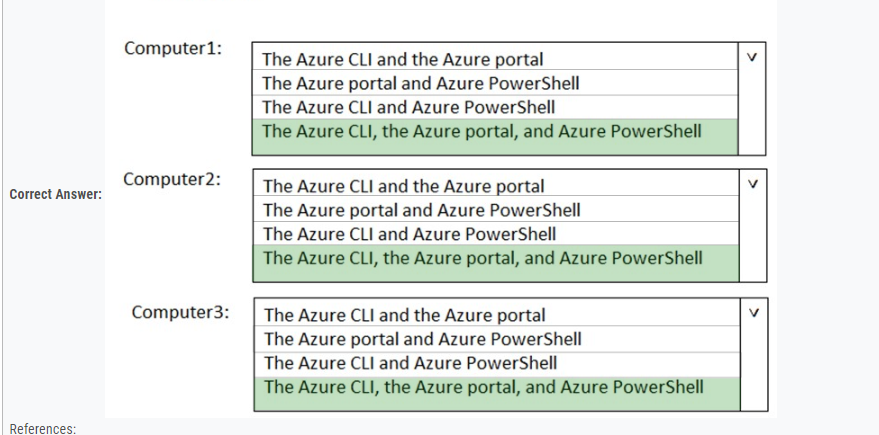 Computer1:
The Azure CLI and the Azure portal
The Azure portal and Azure PowerShell
The Azure CLI and Azure PowerShell
The Azure CLI, the Azure portal, and Azure PowerShell
Correct Answer:
Computer2:
The Azure CLI and the Azure portal
The Azure portal and Azure PowerShell
The Azure CLI and Azure PowerShell
The Azure CLI, the Azure portal, and Azure PowerShell
Computer3:
The Azure CLI and the Azure portal
The Azure portal and Azure PowerShell
The Azure CLI and Azure PowerShell
The Azure CLI, the Azure portal, and Azure PowerShell
References: